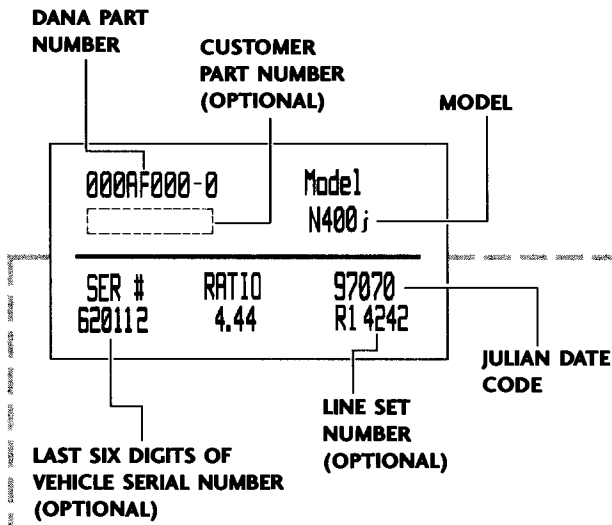 DANA PART
NUMBER
CUSTOMER
PART NUMBER
(OPTIONAL)
MODEL
000AF000-0
Model
N400i
SER #
RATIO
97070
620112
4.44
R1 4242
JULIAN DATE
CODE
LINE SET
NUMBER
(OPTIONAL)
LAST SIX DIGITS OF
VEHICLE SERIAL NUMBER
(OPTIONAL)